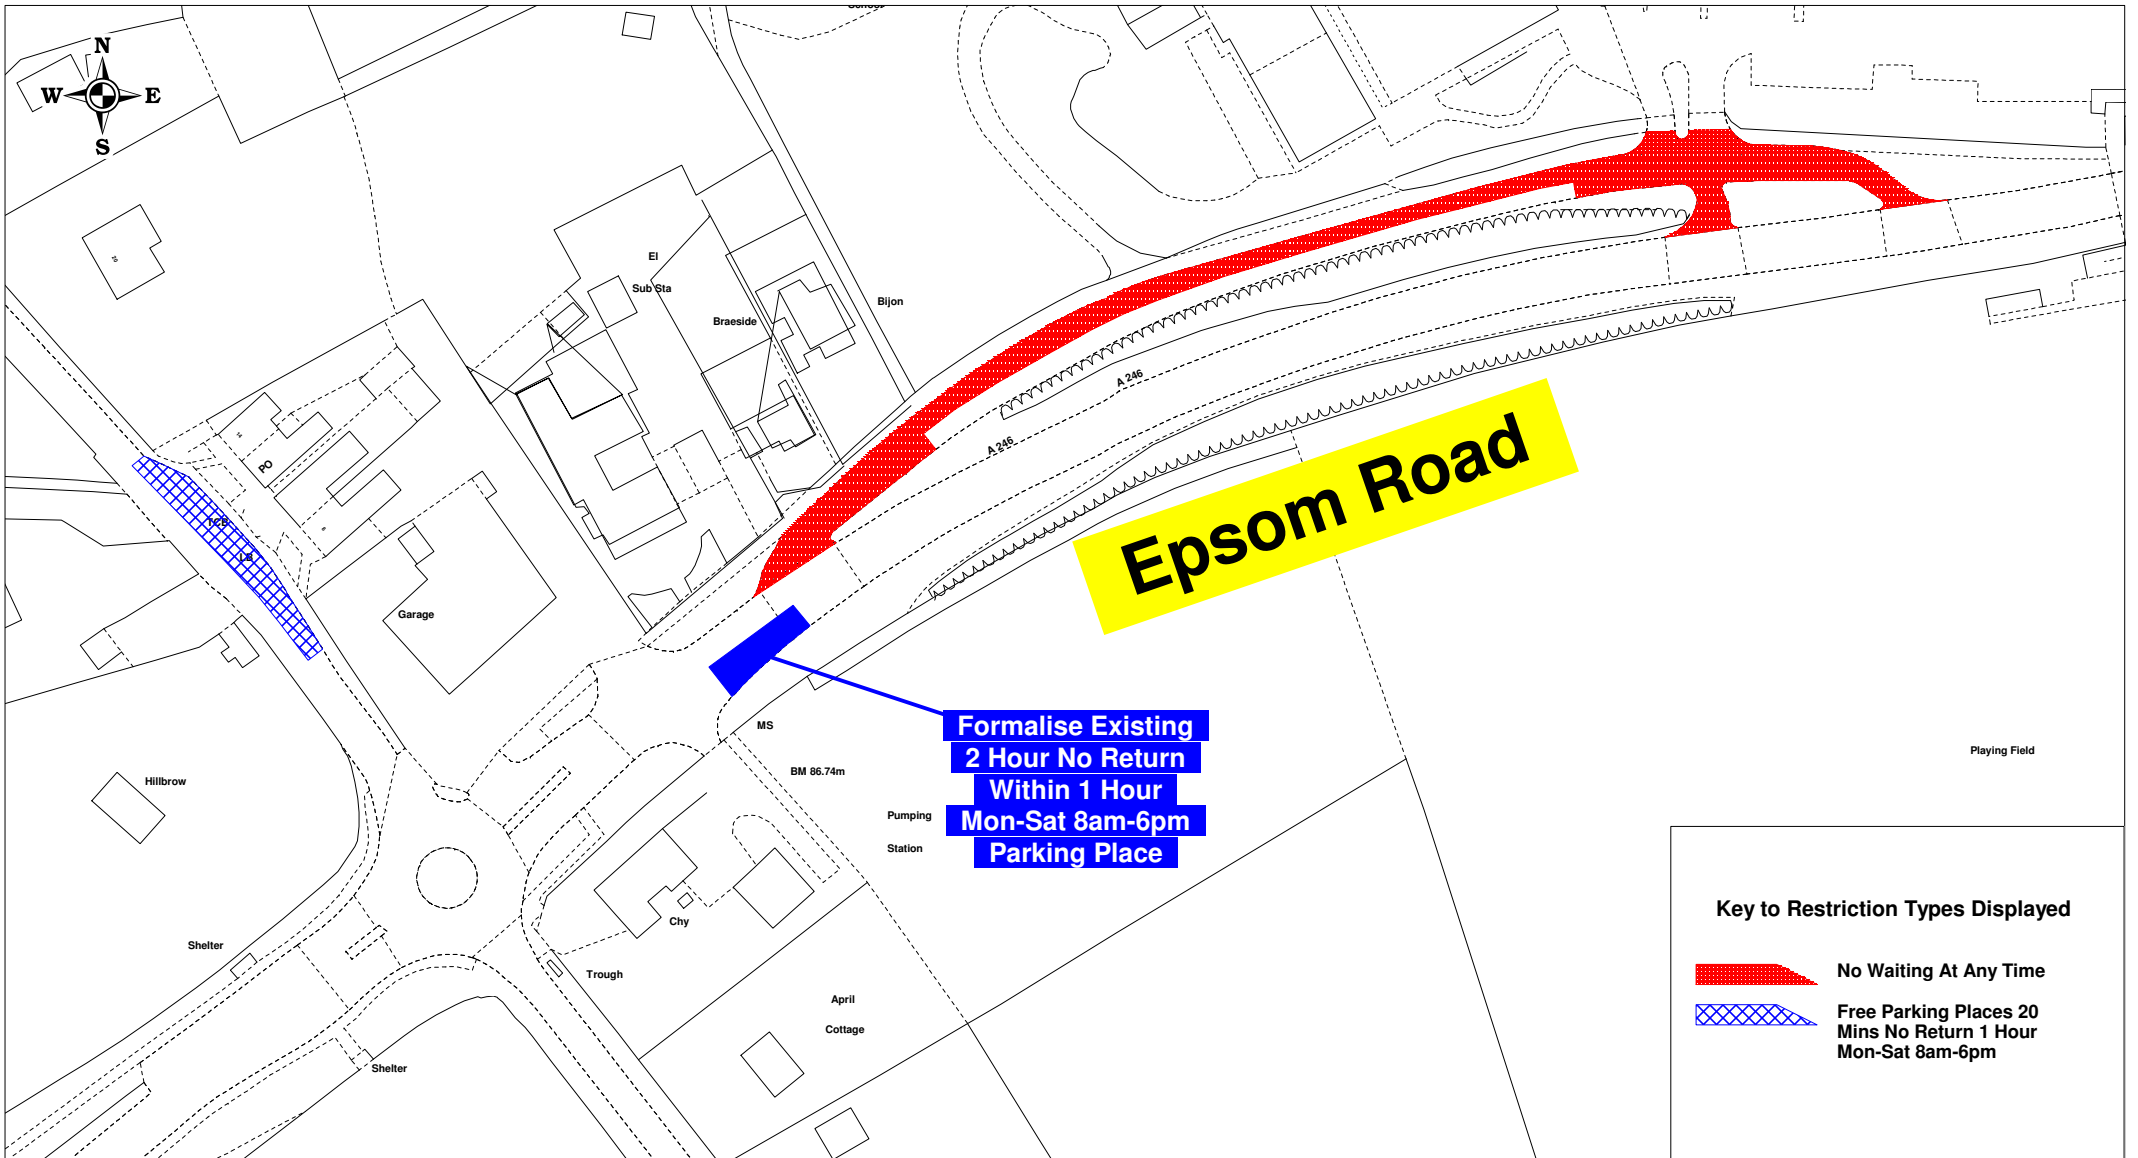 N
W E
S
El
Sub Sta
Braeside
Bijon
A 246
A 246
Epsom Road
PO
TCB
LB
Garage
Formalise Existing
2 Hour No Return
Within 1 Hour
Mon-Sat 8am-6pm
Parking Place
MS
BM 86.74m
Pumping
Station
Playing Field
Hillbrow
Chy
Shelter
Trough
April
Cottage
Shelter
Key to Restriction Types Displayed
No Waiting At Any Time
Free Parking Places 20
Mins No Return 1 Hour
Mon-Sat 8am-6pm